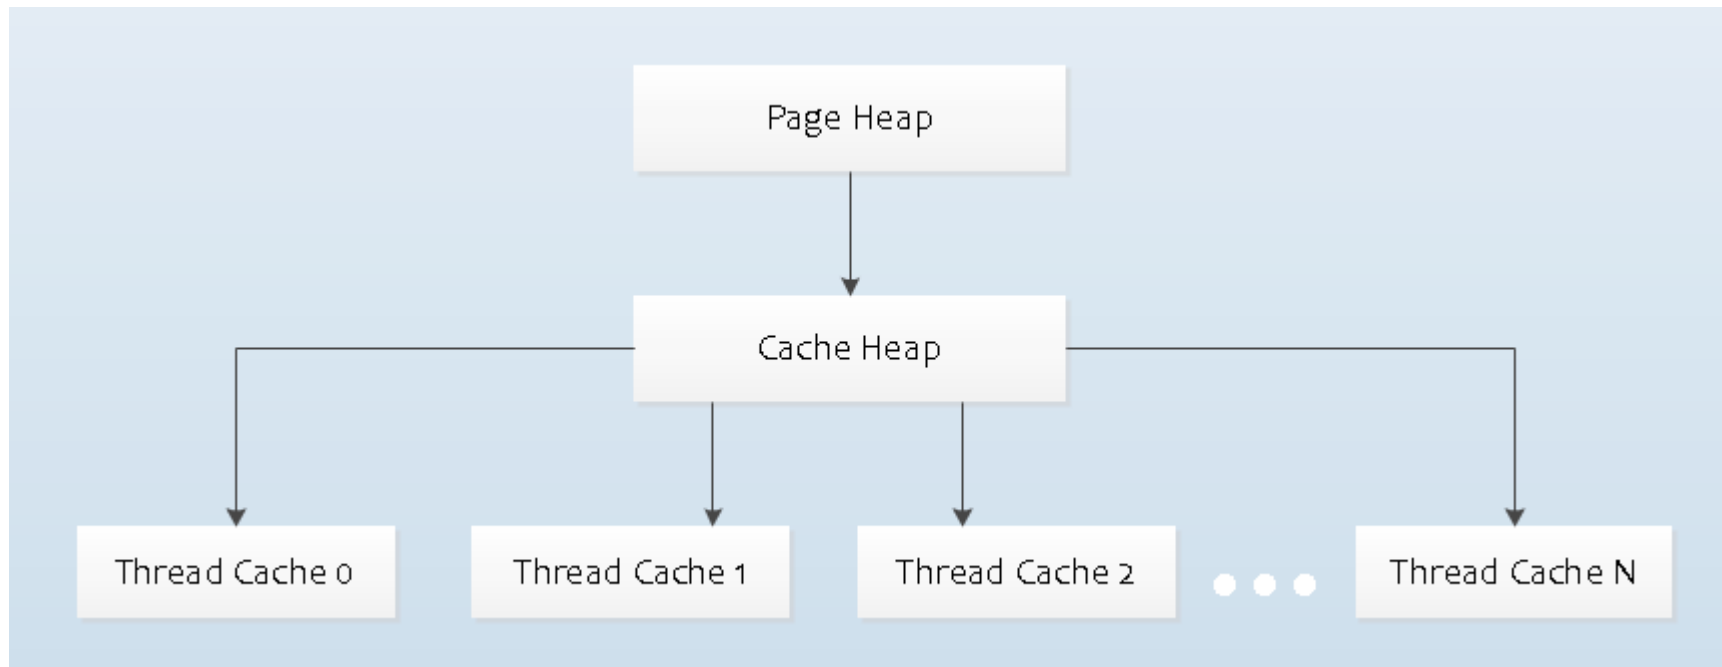 Page Heap
Cache Heap
Thread Cache 0
Thread Cache 1
Thread Cache 2
Thread Cache N